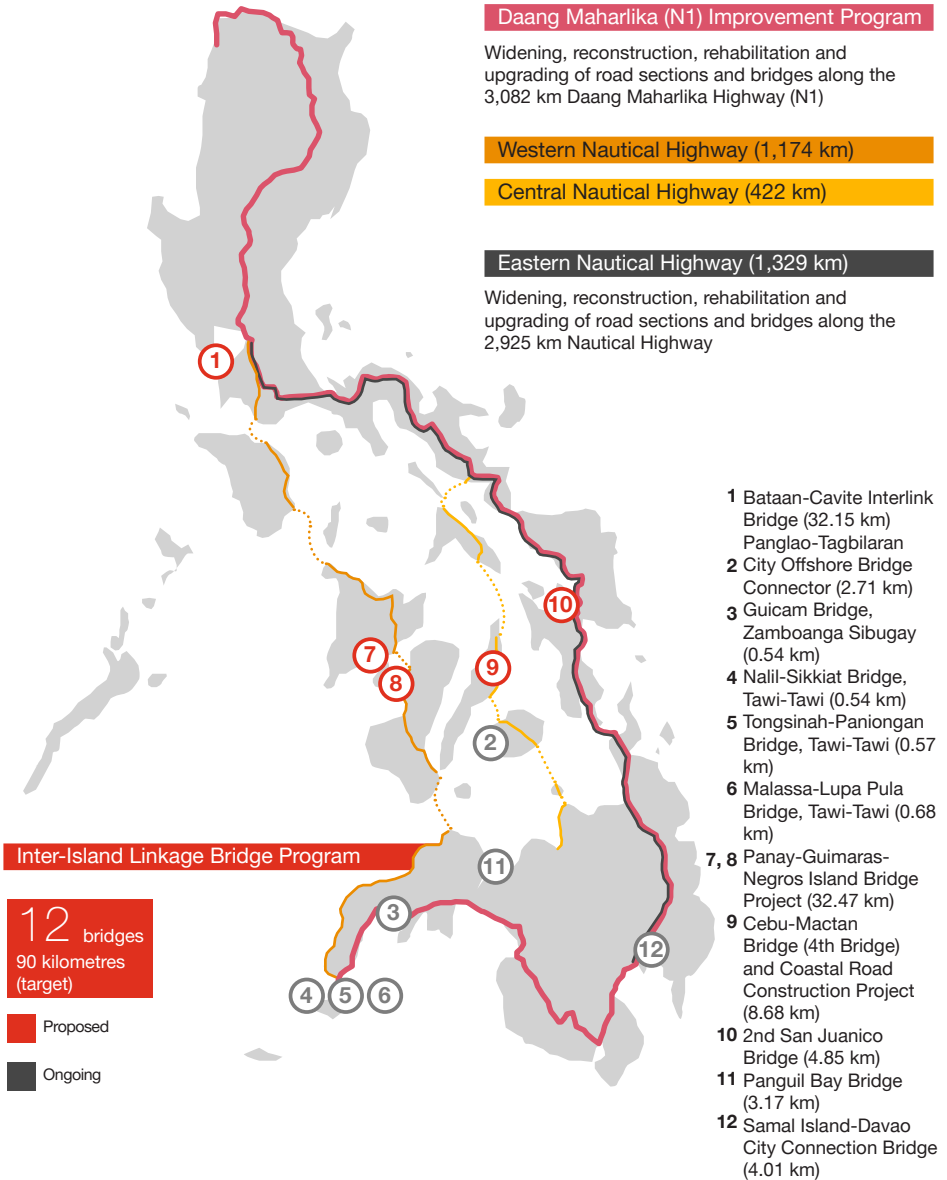 Daang Maharlika (N1) Improvement Program
Widening, reconstruction, rehabilitation and
upgrading of road sections and bridges along the
3,082 km Daang Maharlika Highway (N1)
Western Nautical Highway (1,174 km)
Central Nautical Highway (422 km)
Eastern Nautical Highway (1,329 km)
Widening, reconstruction, rehabilitation and
upgrading of road sections and bridges along the
2,925 km Nautical Highway
1
10
7
8
9
2
11
3
12
4 5 6
Inter-Island Linkage Bridge Program
12 bridges
90 kilometres
(target)
Proposed
Ongoing
1 Bataan-Cavite Interlink
Bridge (32.15 km)
Panglao-Tagbilaran
2 City Offshore Bridge
Connector (2.71 km)
3 Guicam Bridge,
Zamboanga Sibugay
(0.54 km)
4 Nalil-Sikkiat Bridge,
Tawi-Tawi (0.54 km)
5 Tongsinah-Paniongan
Bridge, Tawi-Tawi (0.57
km)
6 Malassa-Lupa Pula
Bridge, Tawi-Tawi (0.68
km)
7, 8 Panay-Guimaras-
Negros Island Bridge
Project (32.47 km)
9 Cebu-Mactan
Bridge (4th Bridge)
and Coastal Road
Construction Project
(8.68 km)
10 2nd San Juanico
Bridge (4.85 km)
11 Panguil Bay Bridge
(3.17 km)
12 Samal Island-Davao
City Connection Bridge
(4.01 km)